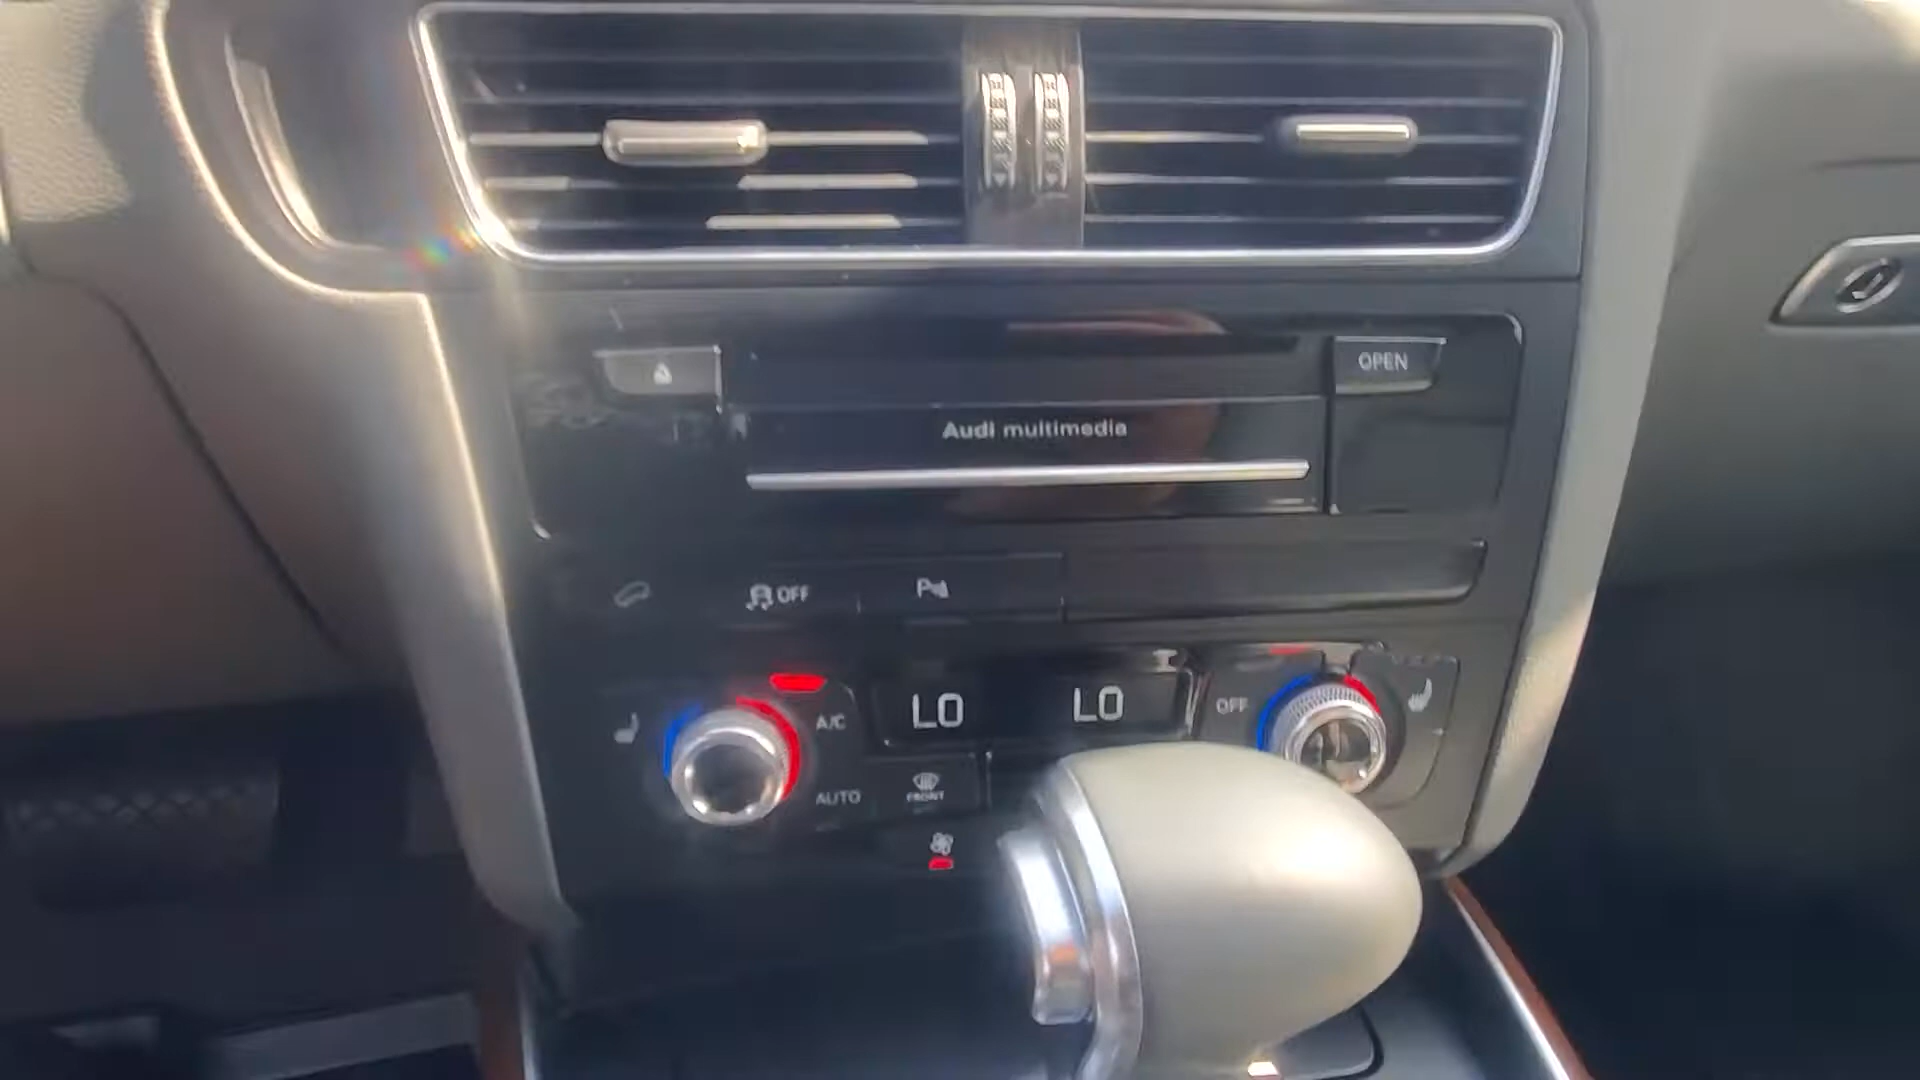 OPEN
Audi multimedia
OFF
P
LO LO
OFF
A/C
AUTO
FRONT